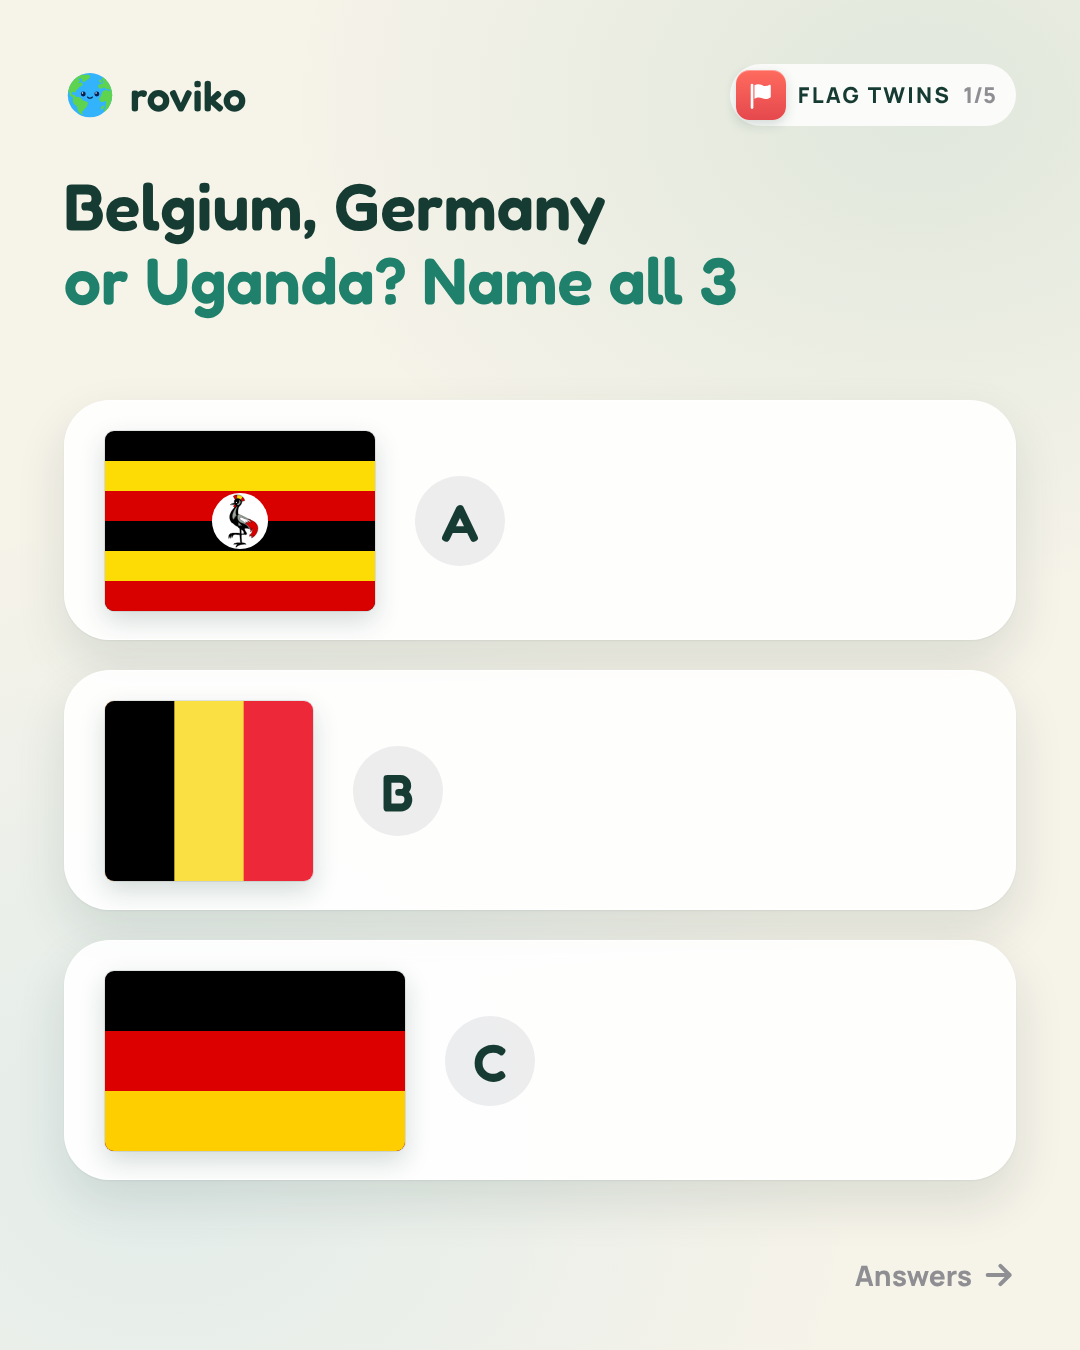 roviko
FLAG TWINS 1/5
Belgium, Germany
or Uganda? Name all 3
A
B
C
Answers →